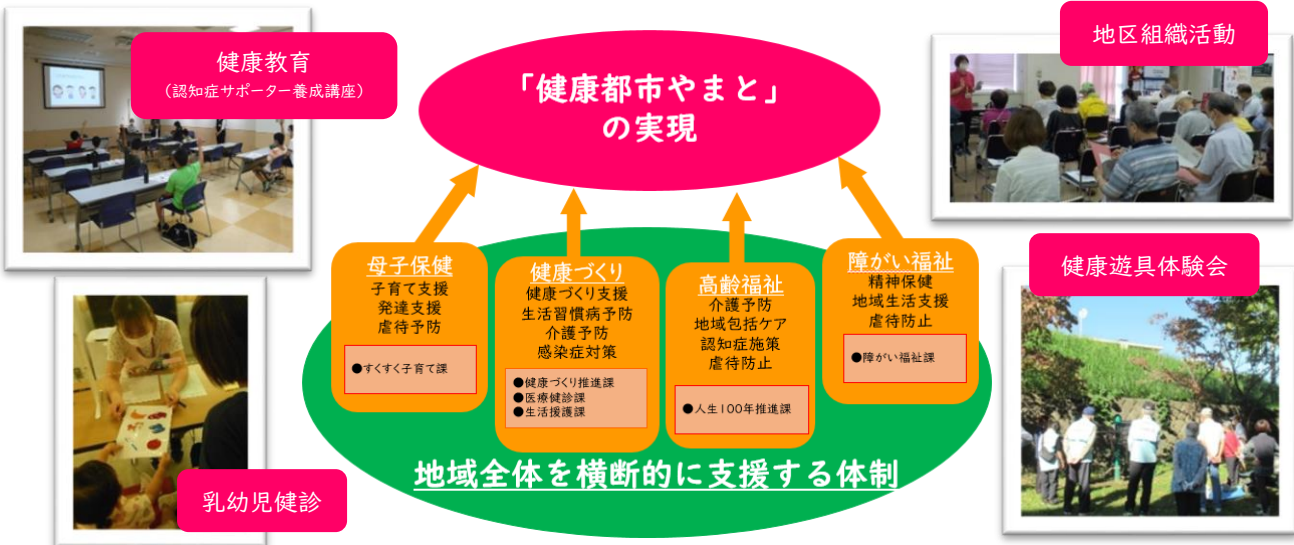 健康教育
（認知症サポーター養成講座）
「健康都市やまと」
の実現
地区組織活動
母子保健
子育て支援
発達支援
虐待予防
●すくすく子育て課
健康づくり
健康づくり支援
生活習慣病予防
介護予防
感染症対策
●健康づくり推進課
●医療健診課
●生活援護課
高齢福祉
介護予防
地域包括ケア
認知症施策
虐待防止
●人生100年推進課
障がい福祉
精神保健
地域生活支援
虐待防止
●障がい福祉課
健康遊具体験会
地域全体を横断的に支援する体制
乳幼児健診